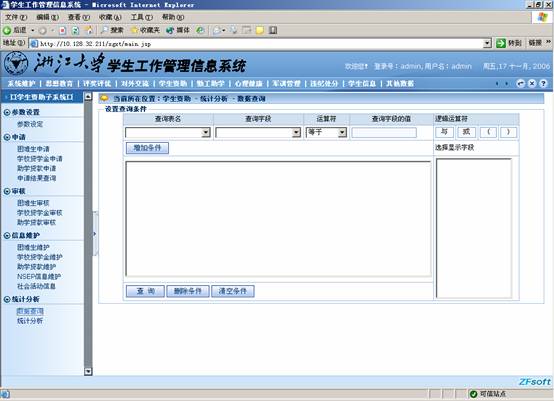 学生工作管理信息系统 - Microsoft Internet Explorer
文件(F) 编辑(E) 查看(V) 收藏(A) 工具(T) 帮助(H)
后退 搜索 收藏夹 媒体
地址(D) http://10.128.32.211/xgxt/main.jsp 转到 链接 »
浙江大学学生工作管理信息系统
欢迎您! 登录号: admin, 用户名: admin 周五,17 十一月, 2006
系统维护 | 思想教育 | 评奖评优 | 对外交流 | 学生资助 | 勤工助学 | 心理健康 | 军训管理 | 违纪处分 | 学生信息 | 其他数据
学生资助子系统
当前所在位置: 学生资助 - 统计分析 - 数据查询
参数设置
参数设定
申请
困难生申请
学校贷学金申请
助学贷款申请
申请结果查询
审核
困难生审核
学校贷学金审核
助学贷款审核
信息维护
困难生维护
学校贷学金维护
助学贷款维护
NSEP信息维护
社会活动信息
统计分析
数据查询
统计分析
设置查询条件
查询表名 查询字段 运算符 查询字段的值 逻辑运算符
等于 与 或 ( )
增加条件 选择显示字段
查 询 删除条件 清空条件
ZFsoft
可信站点